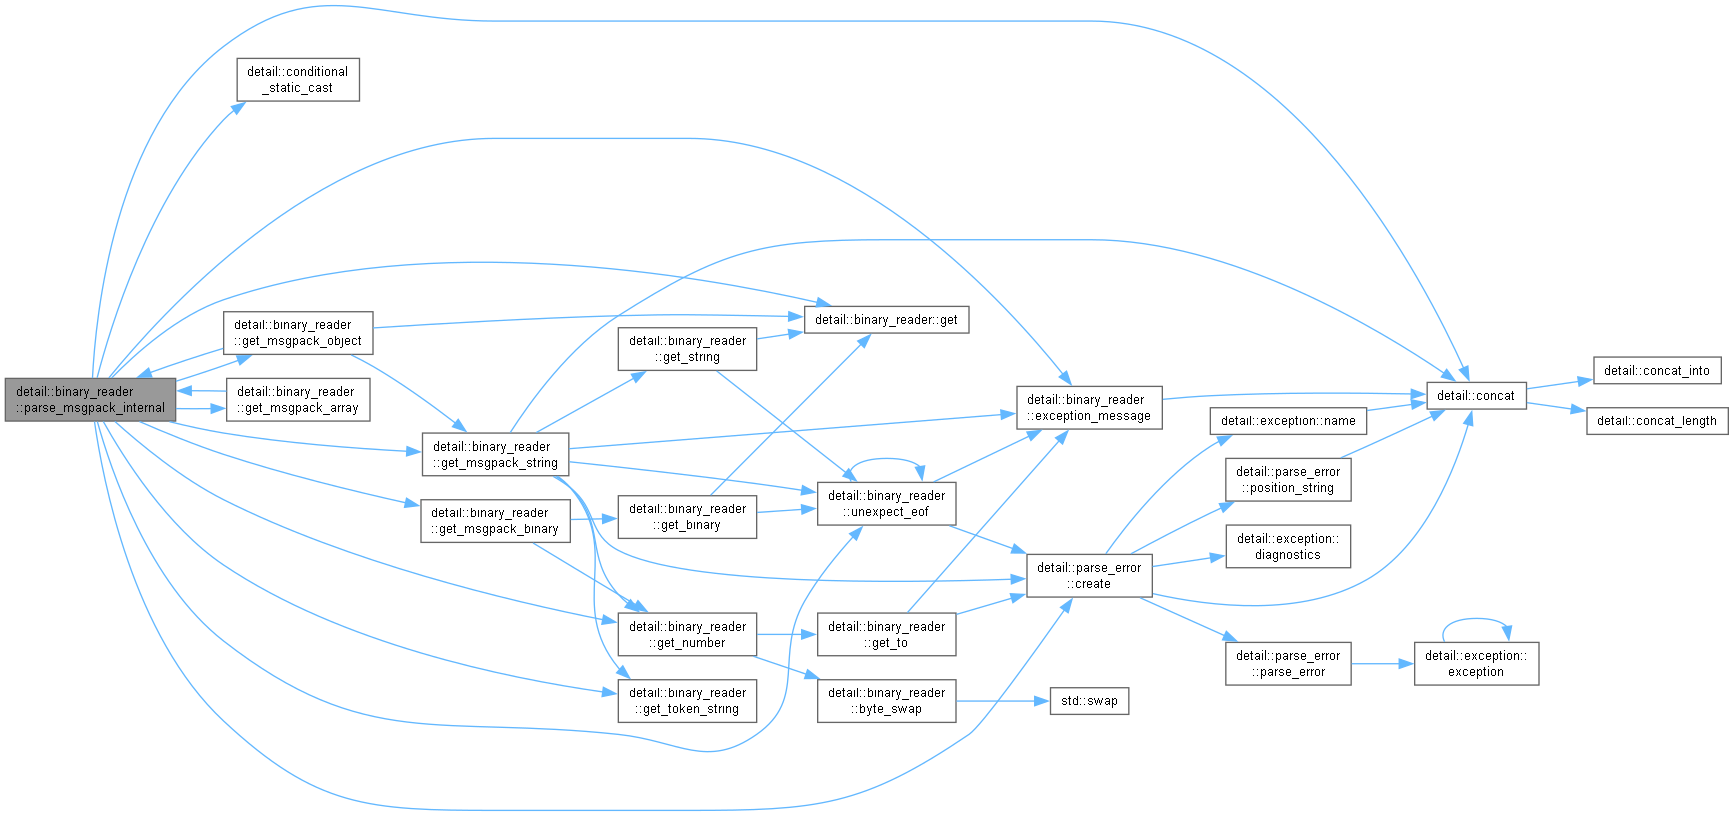 detail::conditional
_static_cast
detail::binary_reader
::parse_msgpack_internal
detail::binary_reader
::get_msgpack_object
detail::binary_reader
::get_msgpack_array
detail::binary_reader
::get_msgpack_string
detail::binary_reader
::get_msgpack_binary
detail::binary_reader
::get_string
detail::binary_reader
::get_binary
detail::binary_reader
::get_number
detail::binary_reader
::get_token_string
detail::binary_reader::get
detail::binary_reader
::unexpect_eof
detail::binary_reader
::get_to
detail::binary_reader
::byte_swap
detail::binary_reader
::exception_message
detail::parse_error
::create
std::swap
detail::exception::name
detail::parse_error
::position_string
detail::exception::
diagnostics
detail::parse_error
::parse_error
detail::concat
detail::exception::
exception
detail::concat_into
detail::concat_length